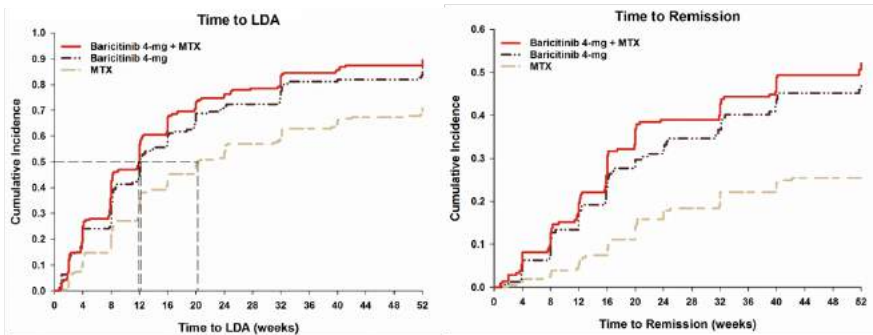 Time to LDA
Baricitinib 4-mg + MTX
Baricitinib 4-mg
MTX
Cumulative Incidence
1.0
0.9
0.8
0.7
0.6
0.5
0.4
0.3
0.2
0.1
0.0
0 4 8 12 16 20 24 28 32 36 40 44 48 52
Time to LDA (weeks)
Time to Remission
Baricitinib 4-mg + MTX
Baricitinib 4-mg
MTX
Cumulative Incidence
0.6
0.5
0.4
0.3
0.2
0.1
0.0
0 4 8 12 16 20 24 28 32 36 40 44 48 52
Time to Remission (weeks)